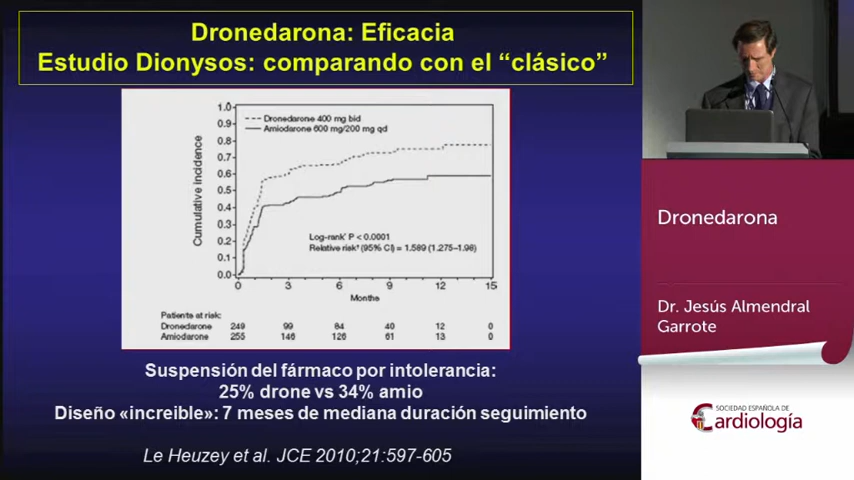 Dronedarona: Eficacia
Estudio Dionysos: comparando con el “clásico”
Cumulative incidence
1.0
0.9
0.8
0.7
0.6
0.5
0.4
0.3
0.2
0.1
0.0
Dronedarone 400 mg bid
Amiodarone 600 mg/200 mg qd
Log-rank* P < 0.0001
Relative risk† (95% CI) = 1.589 (1.275–1.98)
0 3 6 9 12 15
Months
Patients at risk:
Dronedarone 249 99 84 40 12 0
Amiodarone 255 146 126 61 13 0
Suspensión del fármaco por intolerancia:
25% drone vs 34% amio
Diseño «increible»: 7 meses de mediana duración seguimiento
Le Heuzey et al. JCE 2010;21:597-605
Dronedarona
Dr. Jesús Almendral
Garrote
SOCIEDAD ESPAÑOLA DE
Cardiología